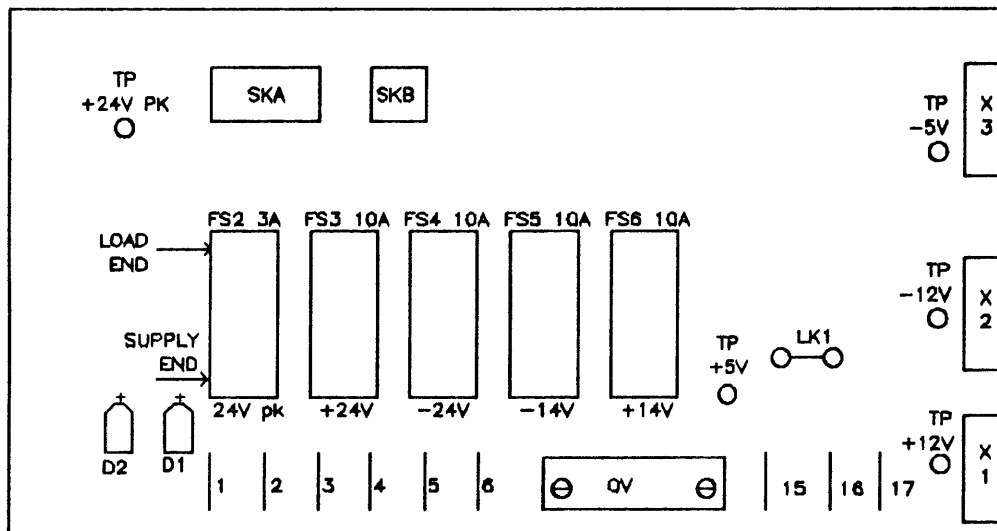 TP
+24V PK
SKA
SKB
TP
-5V
X
3
FS2 3A
FS3 10A
FS4 10A
FS5 10A
FS6 10A
LOAD
END
TP
-12V
X
2
SUPPLY
END
TP
+5V
LK1
24V pk
+24V
-24V
-14V
+14V
+
+
D2
D1
TP
+12V
X
1
1
2
3
4
5
6
0V
15
16
17